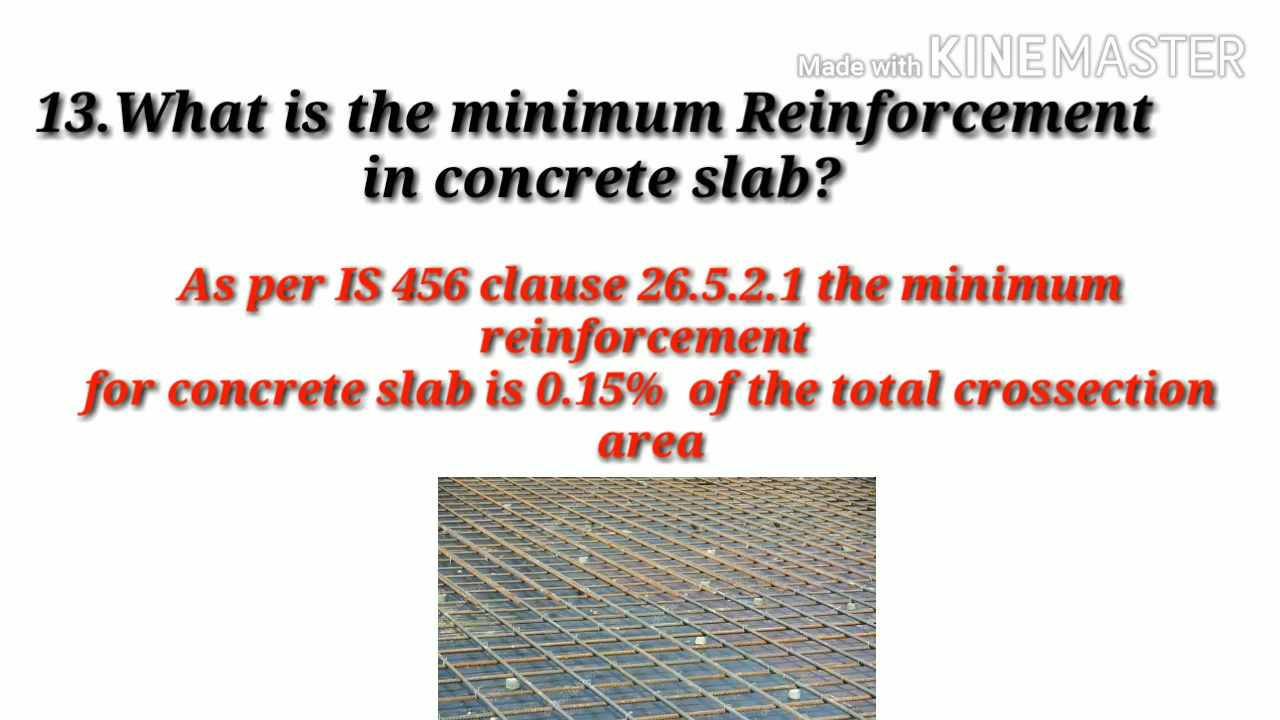 Made with KINEMASTER
13.What is the minimum Reinforcement
in concrete slab?
As per IS 456 clause 26.5.2.1 the minimum
reinforcement
for concrete slab is 0.15% of the total crossection
area